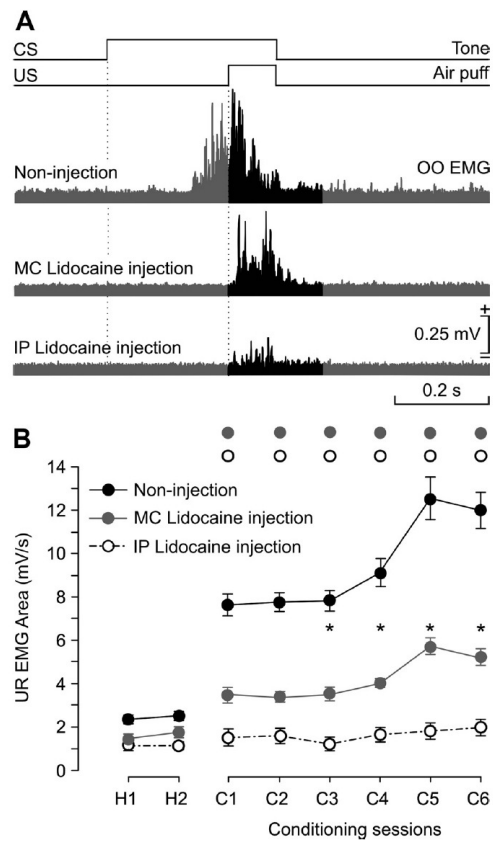 A
CS Tone
US Air puff
Non-injection OO EMG
MC Lidocaine injection
+
0.25 mV
IP Lidocaine injection
0.2 s
B
14
Non-injection
12
MC Lidocaine injection
10
IP Lidocaine injection
8
* * * *
6
4
2
0
UR EMG Area (mV/s)
H1 H2 C1 C2 C3 C4 C5 C6
Conditioning sessions